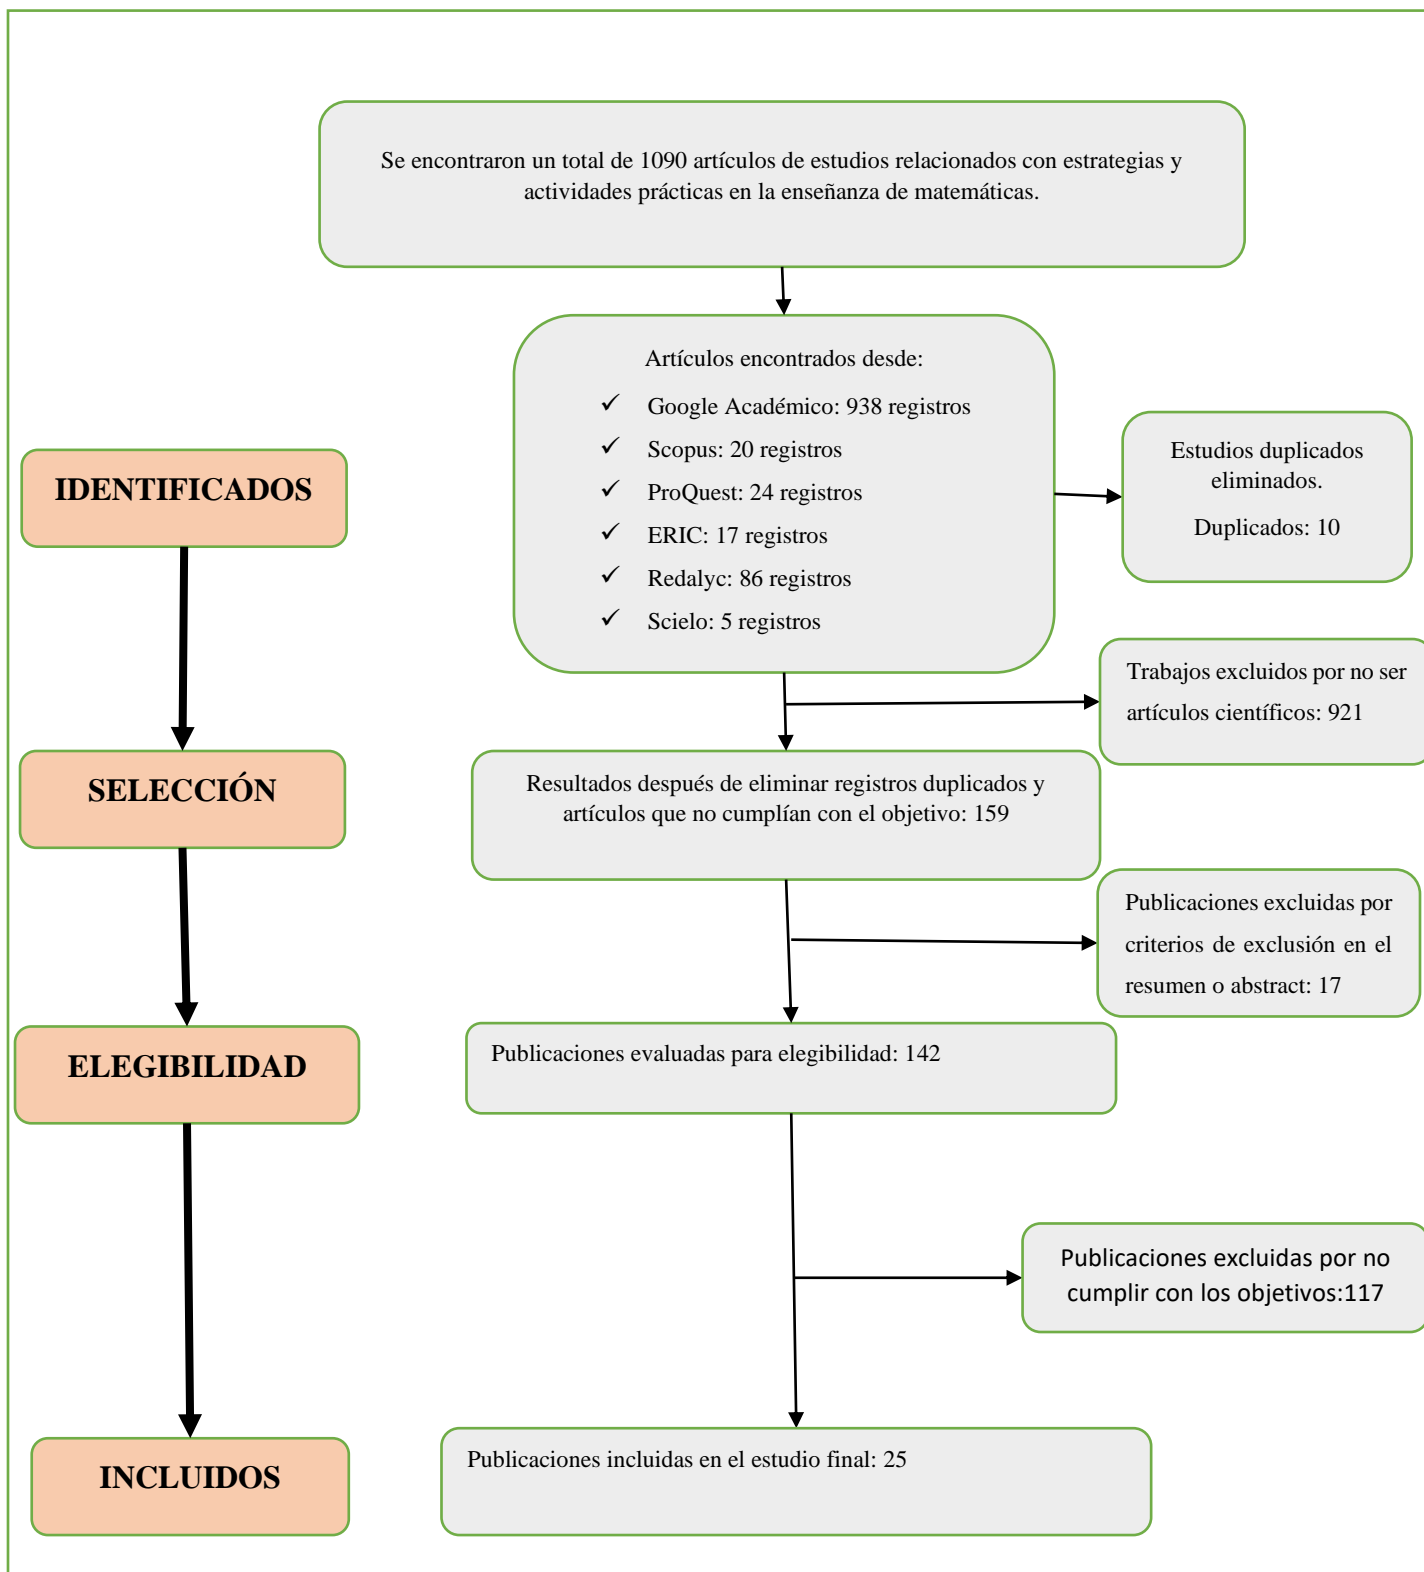 Se encontraron un total de 1090 artículos de estudios relacionados con estrategias y
actividades prácticas en la enseñanza de matemáticas.
Artículos encontrados desde:
✓ Google Académico: 938 registros
✓ Scopus: 20 registros
✓ ProQuest: 24 registros
✓ ERIC: 17 registros
✓ Redalyc: 86 registros
✓ Scielo: 5 registros
Estudios duplicados
eliminados.
Duplicados: 10
IDENTIFICADOS
Trabajos excluidos por no ser
artículos científicos: 921
SELECCIÓN
Resultados después de eliminar registros duplicados y
artículos que no cumplían con el objetivo: 159
Publicaciones excluidas por
criterios de exclusión en el
resumen o abstract: 17
ELEGIBILIDAD
Publicaciones evaluadas para elegibilidad: 142
Publicaciones excluidas por no
cumplir con los objetivos:117
INCLUIDOS
Publicaciones incluidas en el estudio final: 25